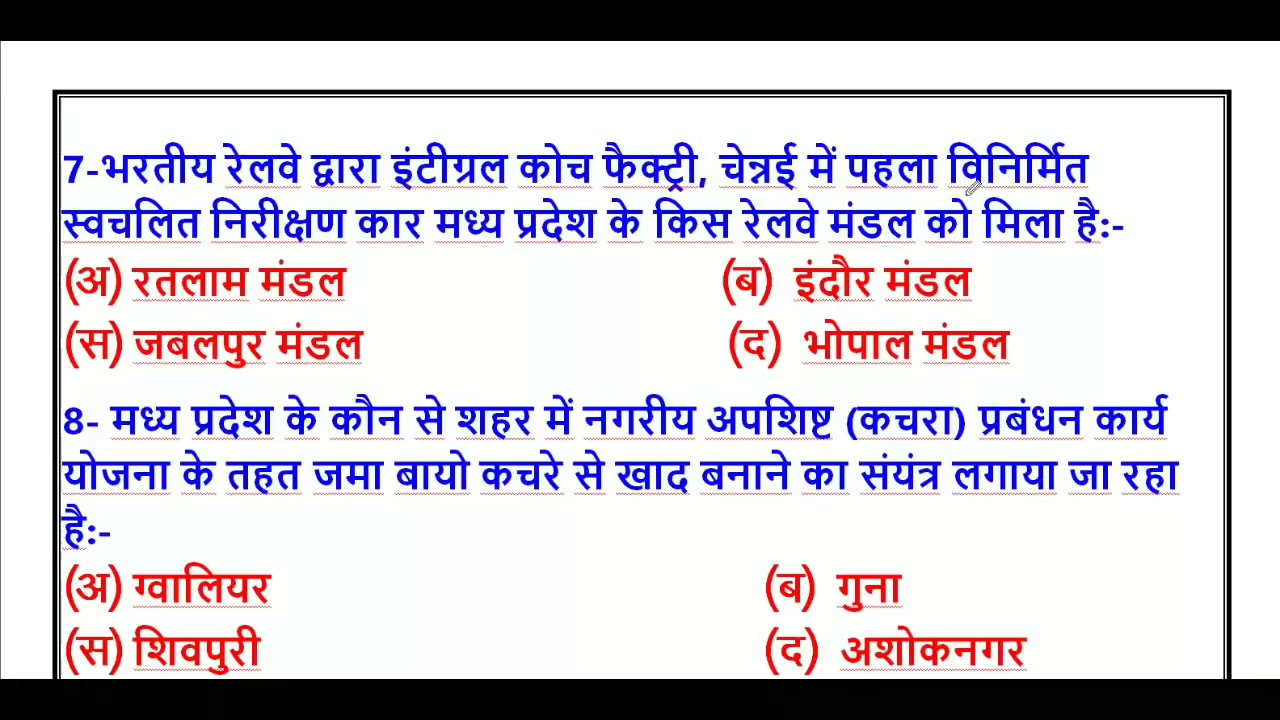 7-भरतीय रेलवे द्वारा इंटीग्रल कोच फैक्ट्री, चेन्नई में पहला विनिर्मित
स्वचलित निरीक्षण कार मध्य प्रदेश के किस रेलवे मंडल को मिला है:-
(अ) रतलाम मंडल (ब) इंदौर मंडल
(स) जबलपुर मंडल (द) भोपाल मंडल
8- मध्य प्रदेश के कौन से शहर में नगरीय अपशिष्ट (कचरा) प्रबंधन कार्य
योजना के तहत जमा बायो कचरे से खाद बनाने का संयंत्र लगाया जा रहा
है:-
(अ) ग्वालियर (ब) गुना
(स) शिवपुरी (द) अशोकनगर